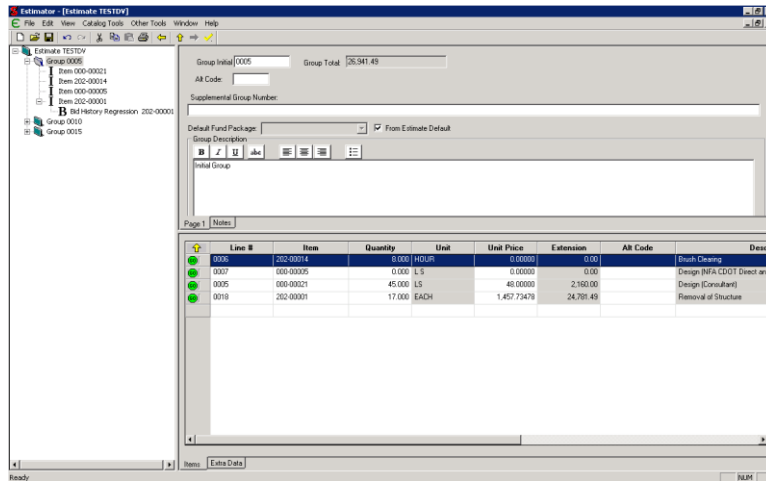 Estimator - [Estimate TESTDV]
File Edit View Catalog Tools Other Tools Window Help
Estimate TESTDV
Group 0005
Item 000-00021
Item 202-00014
Item 000-00005
Item 202-00001
B Bid History Regression 202-00001
Group 0010
Group 0015
Group Initial: 0005 Group Total: 26,941.49
Alt Code:
Supplemental Group Number:
Default Fund Package: From Estimate Default
Group Description
B I U abc
Initial Group
Page 1 Notes
Line # Item Quantity Unit Unit Price Extension Alt Code Desc
0006 202-00014 8.000 HOUR 0.00000 0.00 Brush Clearing
0007 000-00005 0.000 L S 0.00000 0.00 Design (NFA CDOT Direct an
0005 000-00021 45.000 LS 48.00000 2,160.00 Design (Consultant)
0018 202-00001 17.000 EACH 1,457.73478 24,781.49 Removal of Structure
Items Extra Data
Ready NUM